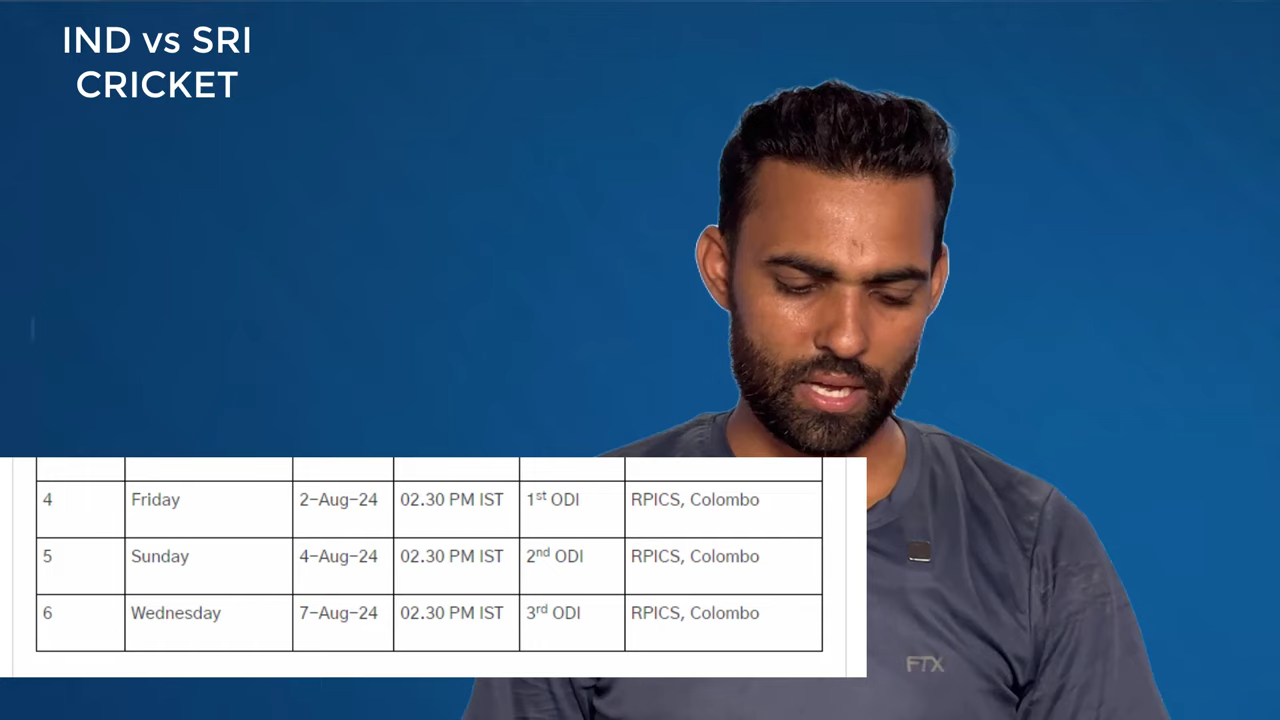 IND vs SRI
CRICKET
4 Friday 2-Aug-24 02.30 PM IST 1st ODI RPICS, Colombo
5 Sunday 4-Aug-24 02.30 PM IST 2nd ODI RPICS, Colombo
6 Wednesday 7-Aug-24 02.30 PM IST 3rd ODI RPICS, Colombo
FTX